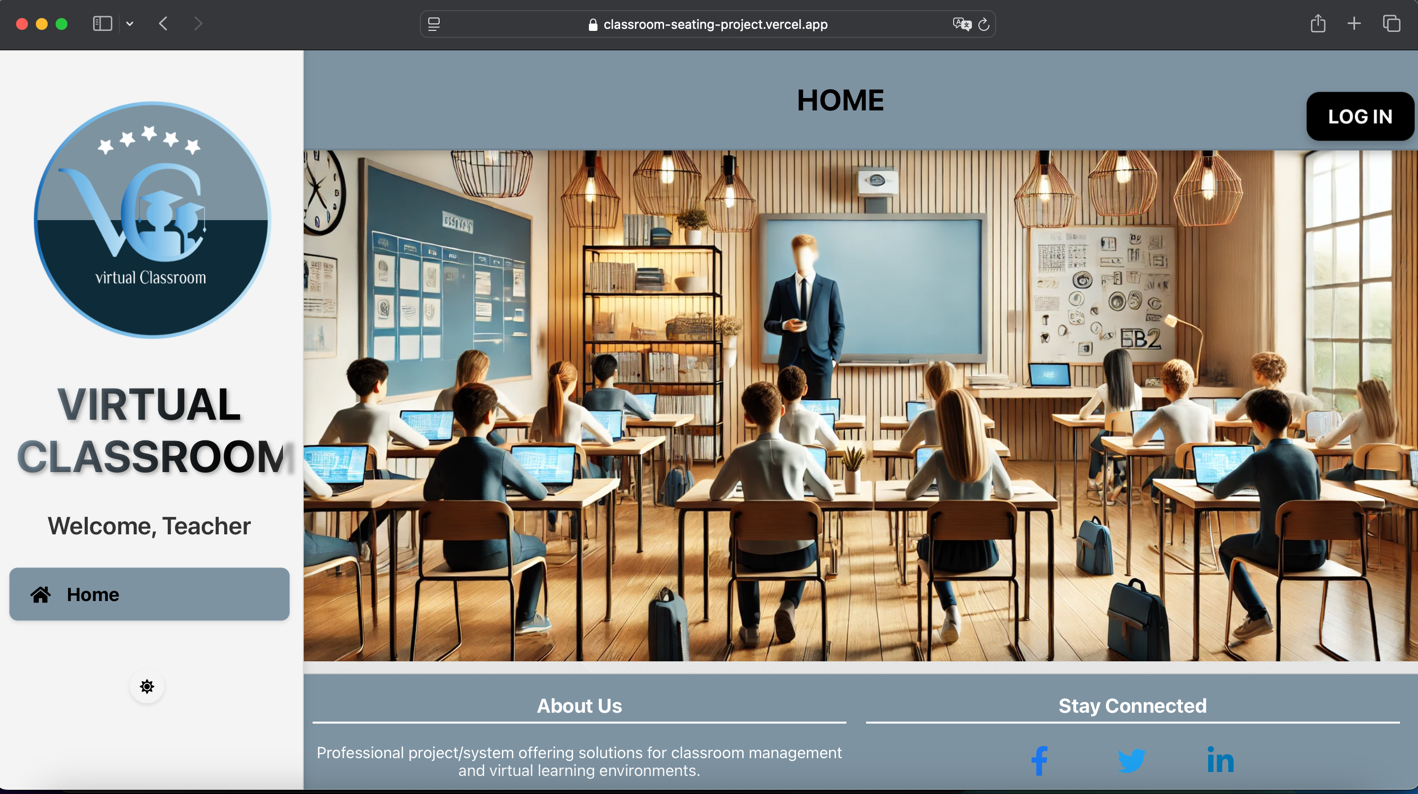 classroom-seating-project.vercel.app
HOME
LOG IN
VC
virtual Classroom
VIRTUAL
CLASSROOM
Welcome, Teacher
Home
EB2
About Us
Professional project/system offering solutions for classroom management
and virtual learning environments.
Stay Connected